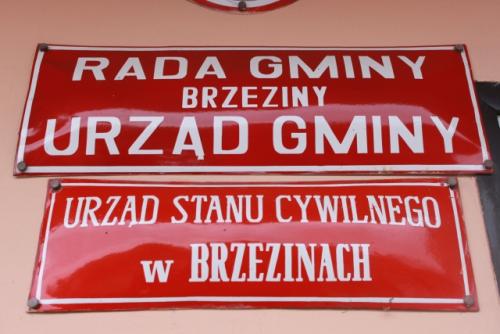 RADA GMINY
BRZEZINY
URZĄD GMINY
URZĄD STANU CYWILNEGO
w BRZEZINACH